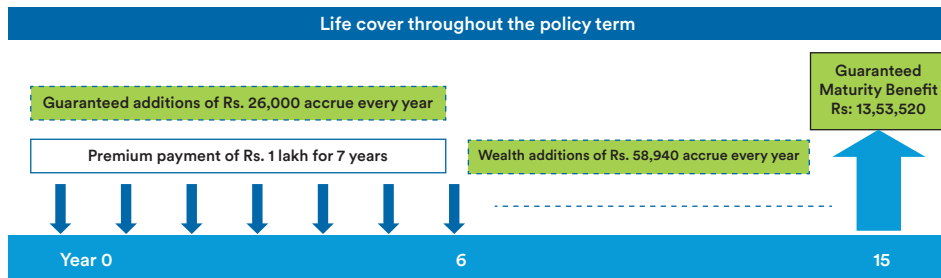 Life cover throughout the policy term
Guaranteed
Maturity Benefit
Rs: 13,53,520
Guaranteed additions of Rs. 26,000 accrue every year
Premium payment of Rs. 1 lakh for 7 years
Wealth additions of Rs. 58,940 accrue every year
Year 0
6
15